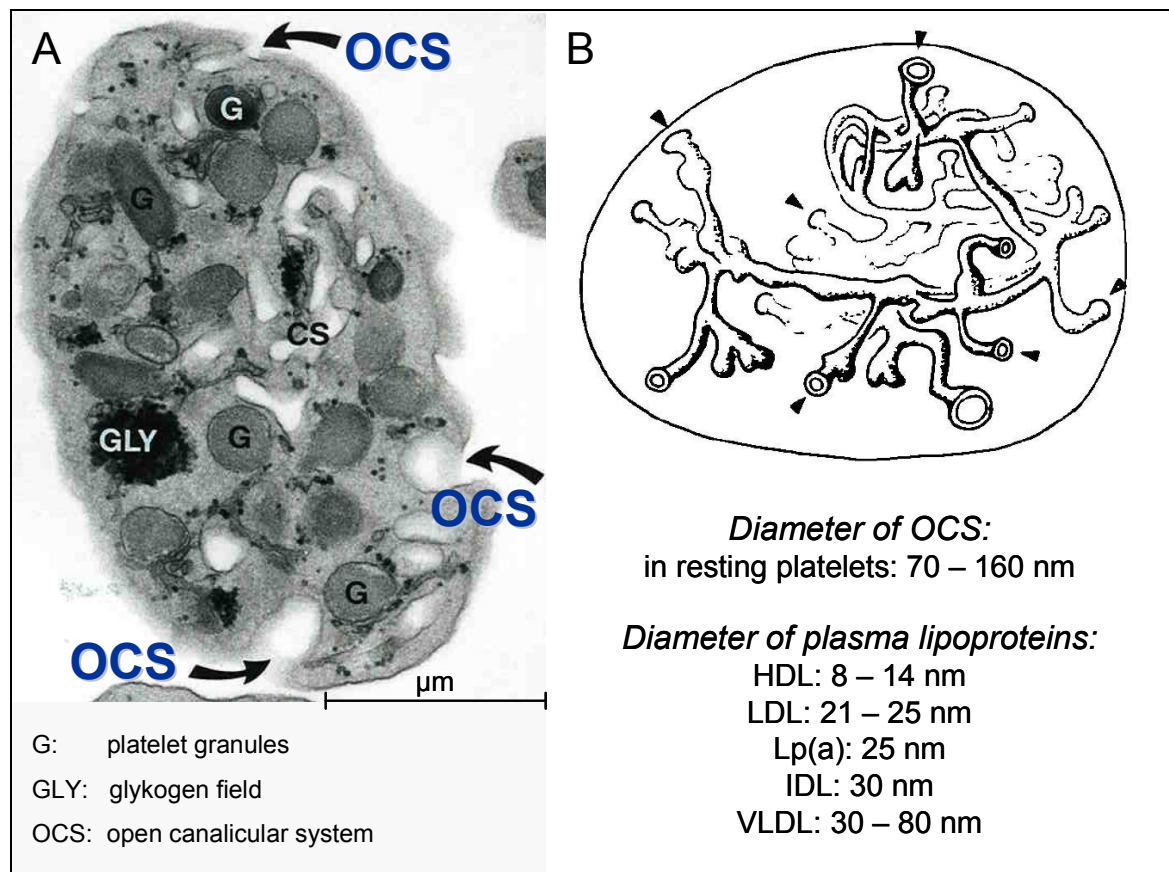 A
OCS
G
G
CS
GLY
G
OCS
G
OCS
µm
G: platelet granules
GLY: glykogen field
OCS: open canalicular system
B
Diameter of OCS:
in resting platelets: 70 – 160 nm
Diameter of plasma lipoproteins:
HDL: 8 – 14 nm
LDL: 21 – 25 nm
Lp(a): 25 nm
IDL: 30 nm
VLDL: 30 – 80 nm